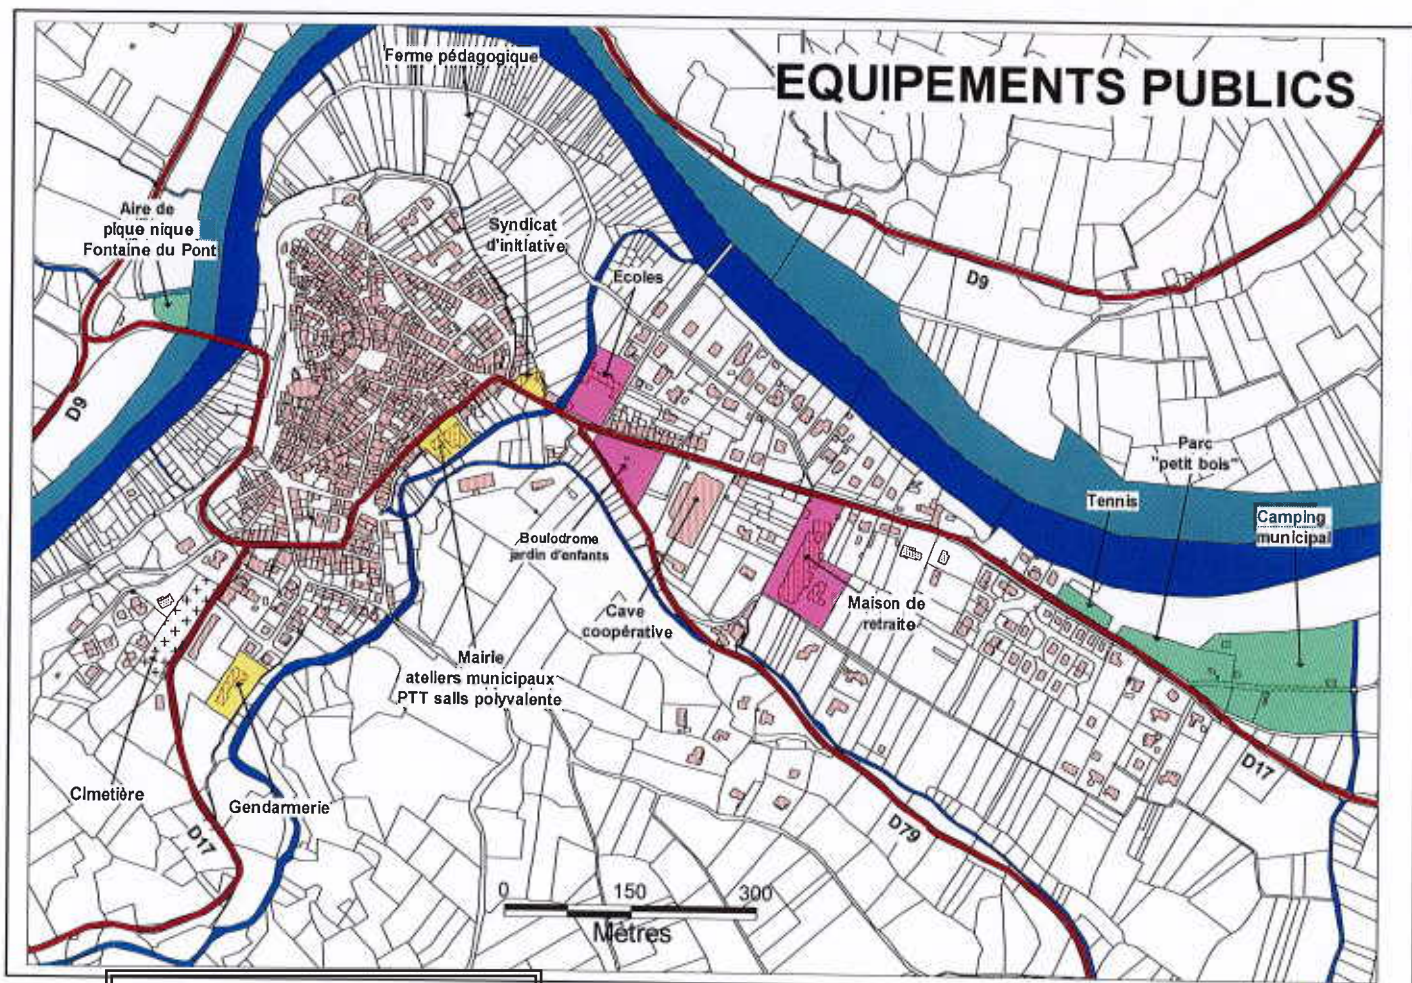 EQUIPEMENTS PUBLICS
Ferme pédagogique
Aire de
pique nique
Fontaine du Pont
Syndicat
d'initiative
Ecoles
D9
D9
Parc
"petit bois"
Tennis
Camping
municipal
Boulodrome
jardin d'enfants
Cave
coopérative
Maison de
retraite
Mairie
ateliers municipaux
PTT salls polyvalente
Cimetière
Gendarmerie
D17
D17
D79
0 150 300
Mètres